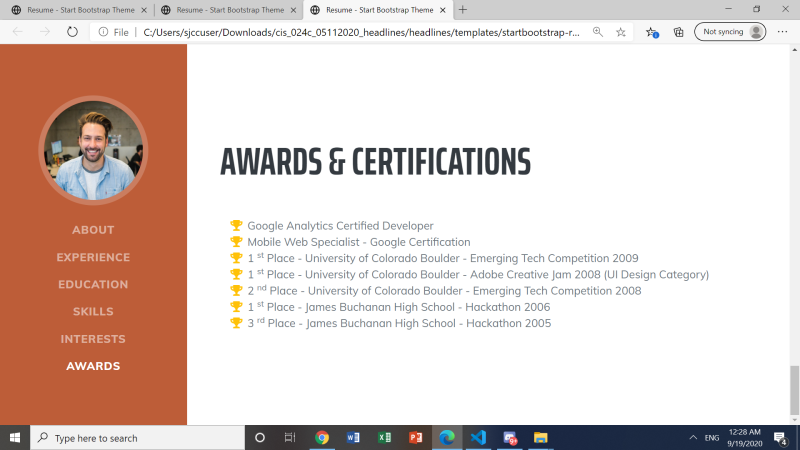 Resume - Start Bootstrap Theme
Resume - Start Bootstrap Theme
Resume - Start Bootstrap Theme
File | C:/Users/sjccuser/Downloads/cis_024c_05112020_headlines/headlines/templates/startbootstrap-r...
Not syncing
ABOUT
EXPERIENCE
EDUCATION
SKILLS
INTERESTS
AWARDS
AWARDS & CERTIFICATIONS
Google Analytics Certified Developer
Mobile Web Specialist - Google Certification
1 st Place - University of Colorado Boulder - Emerging Tech Competition 2009
1 st Place - University of Colorado Boulder - Adobe Creative Jam 2008 (UI Design Category)
2 nd Place - University of Colorado Boulder - Emerging Tech Competition 2008
1 st Place - James Buchanan High School - Hackathon 2006
3 rd Place - James Buchanan High School - Hackathon 2005
Type here to search
ENG
12:28 AM
9/19/2020
4